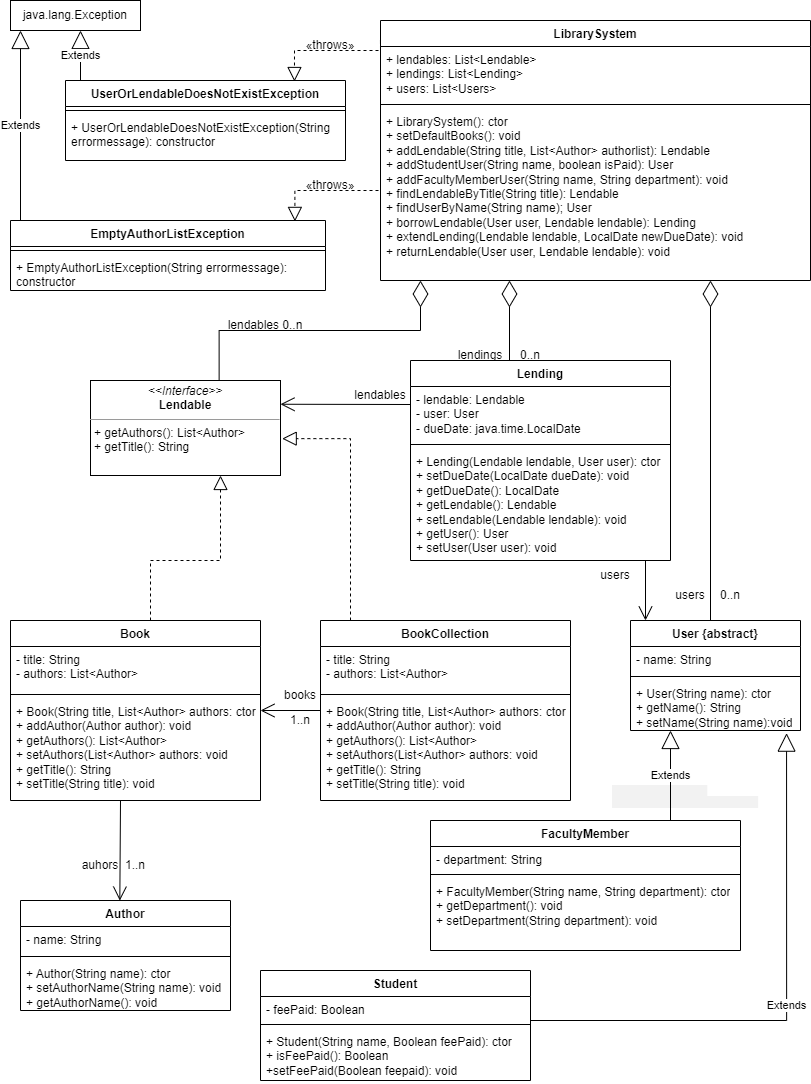 java.lang.Exception
Extends
Extends
UserOrLendableDoesNotExistException
+ UserOrLendableDoesNotExistException(String
errormessage): constructor
«throws»
LibrarySystem
+ lendables: List<Lendable>
+ lendings: List<Lending>
+ users: List<Users>
+ LibrarySystem(): ctor
+ setDefaultBooks(): void
+ addLendable(String title, List<Author> authorlist): Lendable
+ addStudentUser(String name, boolean isPaid): User
+ addFacultyMemberUser(String name, String department): void
+ findLendableByTitle(String title): Lendable
+ findUserByName(String name); User
+ borrowLendable(User user, Lendable lendable): Lending
+ extendLending(Lendable lendable, LocalDate newDueDate): void
+ returnLendable(User user, Lendable lendable): void
«throws»
EmptyAuthorListException
+ EmptyAuthorListException(String errormessage):
constructor
lendables 0..n
lendings 0..n
<<Interface>>
Lendable
+ getAuthors(): List<Author>
+ getTitle(): String
lendables
Lending
- lendable: Lendable
- user: User
- dueDate: java.time.LocalDate
+ Lending(Lendable lendable, User user): ctor
+ setDueDate(LocalDate dueDate): void
+ getDueDate(): LocalDate
+ getLendable(): Lendable
+ setLendable(Lendable lendable): void
+ getUser(): User
+ setUser(User user): void
users
users 0..n
Book
- title: String
- authors: List<Author>
+ Book(String title, List<Author> authors: ctor
+ addAuthor(Author author): void
+ getAuthors(): List<Author>
+ setAuthors(List<Author> authors: void
+ getTitle(): String
+ setTitle(String title): void
books
1..n
BookCollection
- title: String
- authors: List<Author>
+ Book(String title, List<Author> authors: ctor
+ addAuthor(Author author): void
+ getAuthors(): List<Author>
+ setAuthors(List<Author> authors: void
+ getTitle(): String
+ setTitle(String title): void
User {abstract}
- name: String
+ User(String name): ctor
+ getName(): String
+ setName(String name):void
Extends
FacultyMember
- department: String
+ FacultyMember(String name, String department): ctor
+ getDepartment(): void
+ setDepartment(String department): void
auhors 1..n
Author
- name: String
+ Author(String name): ctor
+ setAuthorName(String name): void
+ getAuthorName(): void
Student
- feePaid: Boolean
+ Student(String name, Boolean feePaid): ctor
+ isFeePaid(): Boolean
+setFeePaid(Boolean feepaid): void
Extends